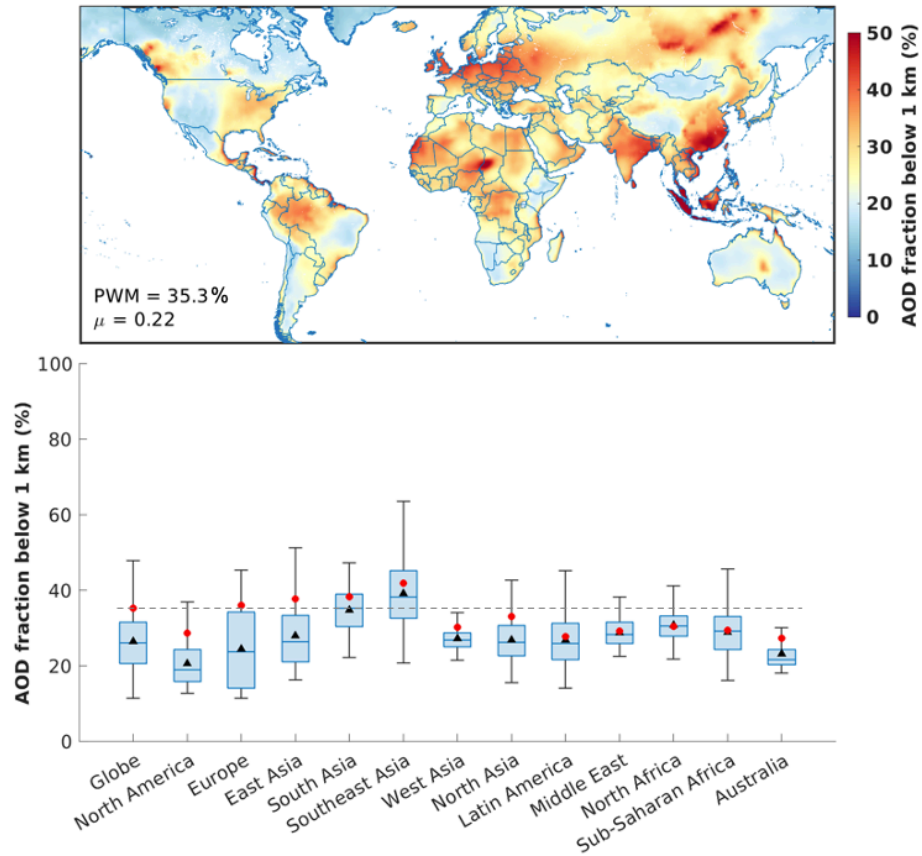 50
40
30
20
10
0
AOD fraction below 1 km (%)
PWM = 35.3%
μ = 0.22
100
80
60
40
20
0
AOD fraction below 1 km (%)
Globe
North America
Europe
East Asia
South Asia
Southeast Asia
West Asia
North Asia
Latin America
Middle East
North Africa
Sub-Saharan Africa
Australia